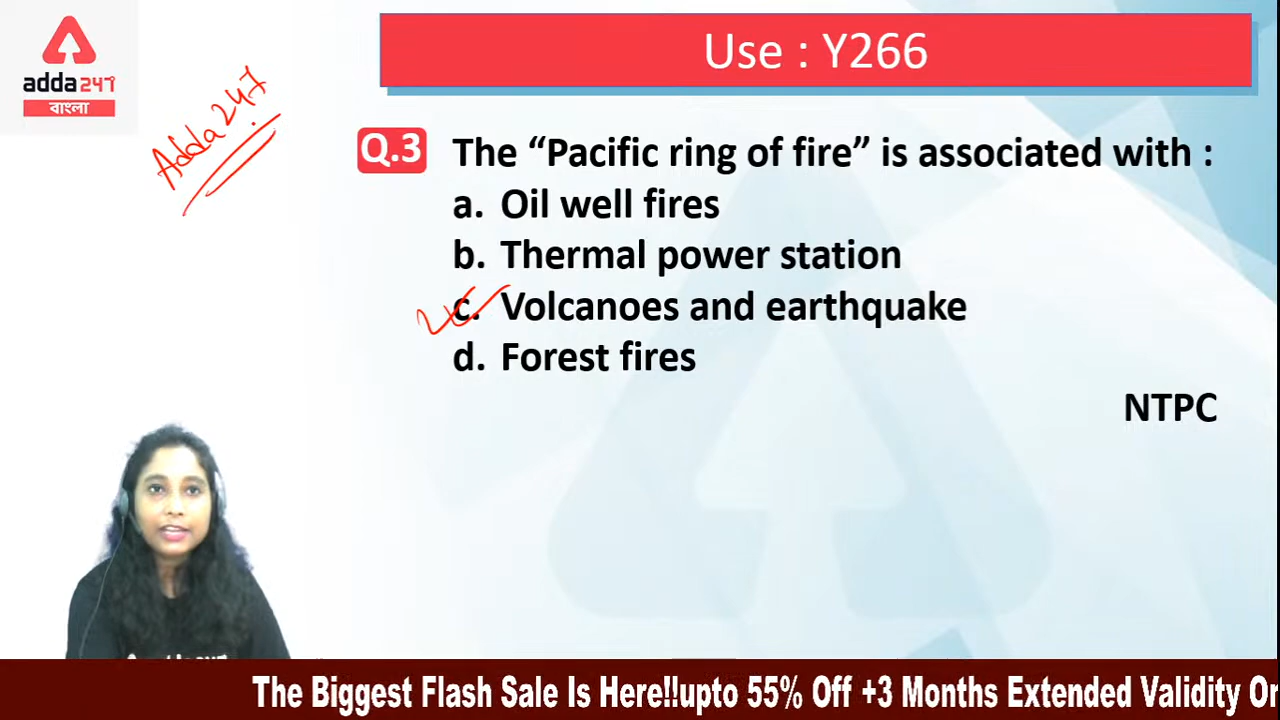 adda247
বাংলা
Adda247
Use : Y266
Q.3 The “Pacific ring of fire” is associated with :
a. Oil well fires
b. Thermal power station
c. Volcanoes and earthquake
d. Forest fires
NTPC
The Biggest Flash Sale Is Here!!upto 55% Off +3 Months Extended Validity On